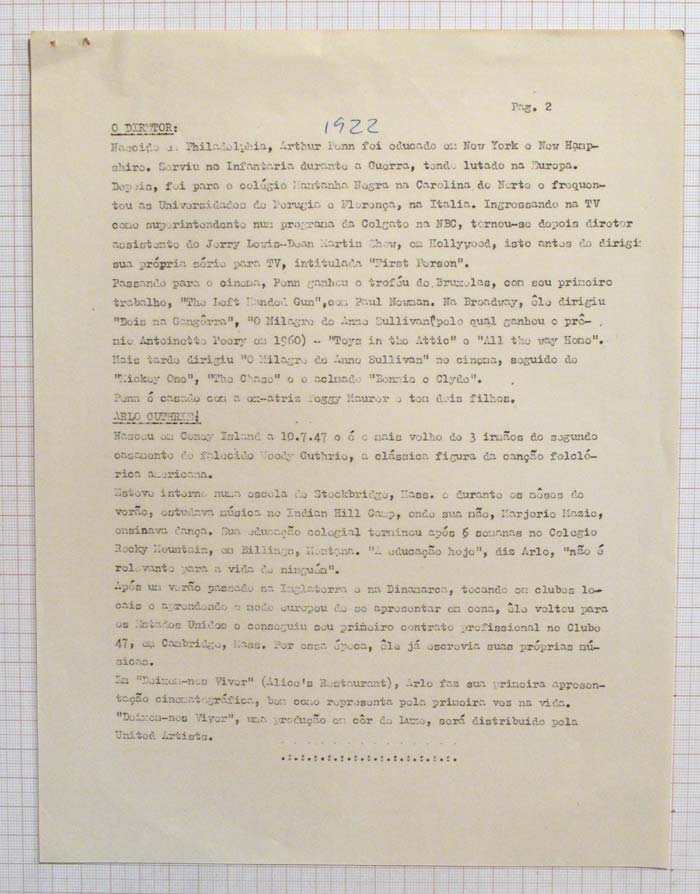 Pag. 2
O DIRETOR: 1922
Nascido em Philadelphia, Arthur Penn foi educado em New York e New Hamp-
shire. Serviu no Infantaria durante a Guerra, tendo lutado na Europa.
Depois, foi para o colégio Mantanha Negra na Carolina do Norte e frequen-
tou as Universidades de Perugia e Florença, na Italia. Ingressando na TV
como superintendente num programa da Colgate na NBC, tornou-se depois diretor
assistente do Jerry Lewis-Dean Martin Show, em Hollywood, isto antes de dirigi
sua própria série para TV, intitulada "First Person".
Passando para o cinema, Penn ganhou o troféu de Bruxelas, com seu primeiro
trabalho, "The Left Handed Gun",com Paul Newman. Na Broadway, êle dirigiu
"Dois na Gangôrra", "O Milagre de Anne Sullivan(pelo qual ganhou o prê-
mio Antoinette Peery em 1960) - "Toys in the Attic" e "All the way Home".
Mais tarde dirigiu "O Milagre de Anne Sullivan" no cinema, seguido de
"Mickey One", "The Chase" e o aclmado "Bonnie e Clyde".
Penn é casado com a ex-atriz Peggy Maurer e tem dois filhos.
ARLO GUTHRIE:
Nasceu em Coney Island a 10.7.47 e é o mais velho de 3 irmãos do segundo
casamento do falecido Woody Guthrie, a clássica figura da canção folcló-
rica americana.
Esteve interno numa escola de Stockbridge, Mass. e durante os mêses de
verão, estudava música no Indian Hill Camp, onde sua mãe, Marjorie Mazie,
ensinava dança. Sua educação colegial terminou após 6 semanas no Colegio
Rocky Mountain, em Billings, Montana. "A educação hoje", diz Arlo, "não é
relevante para a vida de ninguém".
Após um verão passado na Inglaterra e na Dinamarca, tocando em clubes lo-
cais e aprendendo o modo europeu de se apresentar em cena, êle voltou para
os Estados Unidos e conseguiu seu primeiro contrato profissional no Clube
47, em Cambridge, Mass. Por essa época, êle já escrevia suas próprias mú-
sicas.
Em "Deixem-nos Viver" (Alice's Restaurant), Arlo faz sua primeira apresen-
tação cinematográfica, bem como representa pela primeira vez na vida.
"Deixem-nos Viver", uma produção em côr de Luxe, será distribuido pela
United Artists.